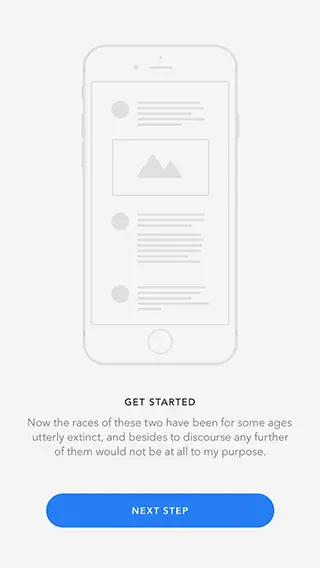 GET STARTED
Now the races of these two have been for some ages
utterly extinct, and besides to discourse any further
of them would not be at all to my purpose.
NEXT STEP